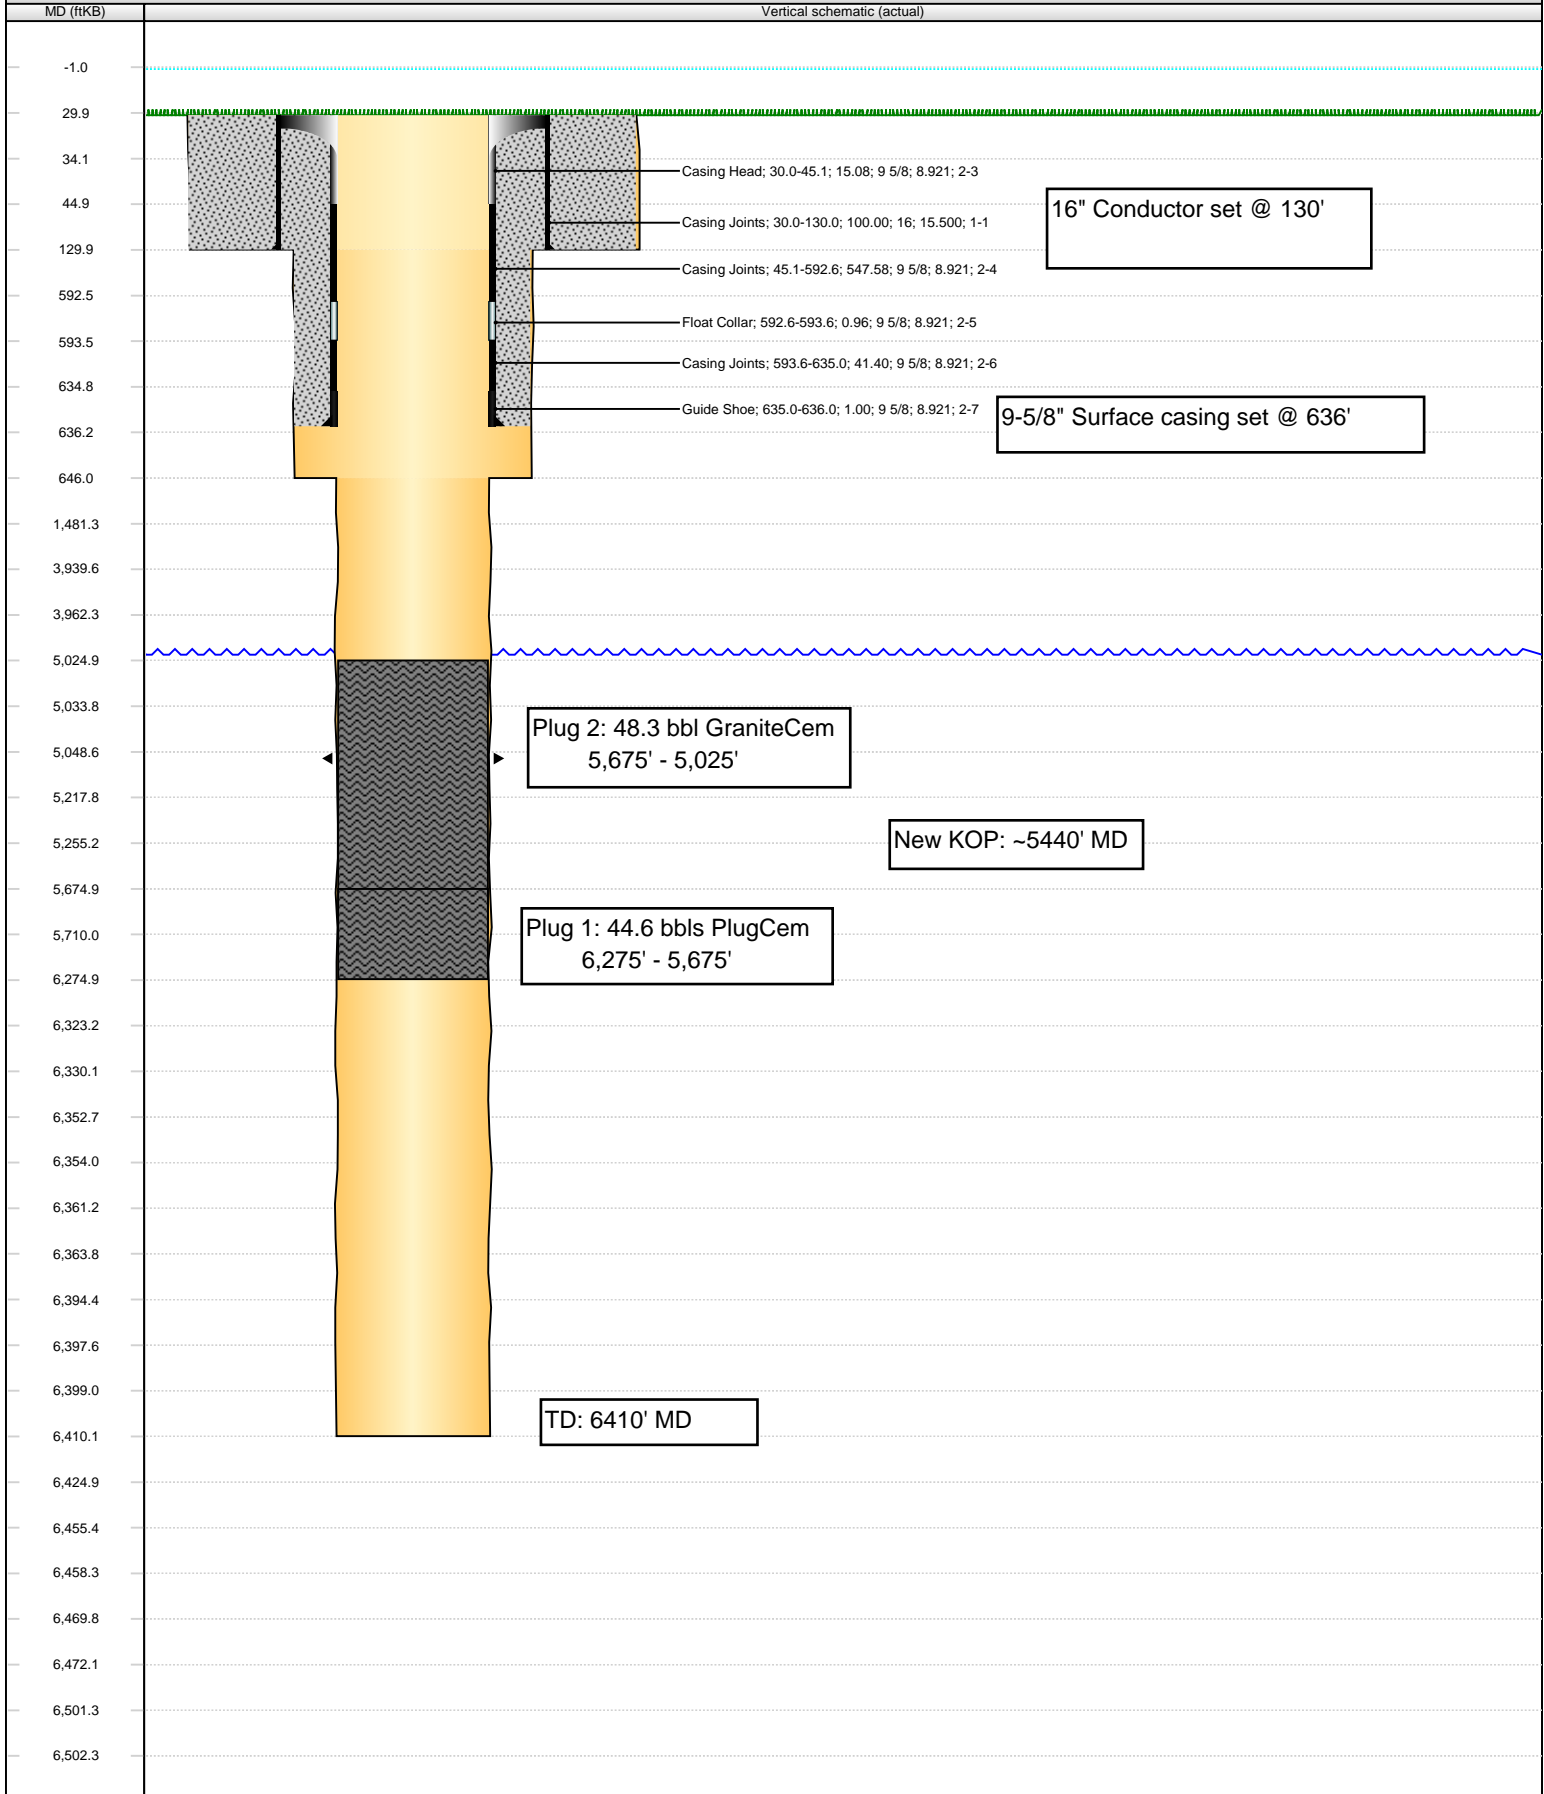 MD (ftKB)
Vertical schematic (actual)
-1.0
29.9
34.1
Casing Head; 30.0-45.1; 15.08; 9 5/8; 8.921; 2-3
44.9
16" Conductor set @ 130'
Casing Joints; 30.0-130.0; 100.00; 16; 15.500; 1-1
129.9
Casing Joints; 45.1-592.6; 547.58; 9 5/8; 8.921; 2-4
592.5
Float Collar; 592.6-593.6; 0.96; 9 5/8; 8.921; 2-5
593.5
Casing Joints; 593.6-635.0; 41.40; 9 5/8; 8.921; 2-6
634.8
Guide Shoe; 635.0-636.0; 1.00; 9 5/8; 8.921; 2-7
9-5/8" Surface casing set @ 636'
636.2
646.0
1,481.3
3,939.6
3,962.3
5,024.9
5,033.8
Plug 2: 48.3 bbl GraniteCem
5,675' - 5,025'
5,048.6
5,217.8
New KOP: ~5440' MD
5,255.2
5,674.9
Plug 1: 44.6 bbls PlugCem
6,275' - 5,675'
5,710.0
6,274.9
6,323.2
6,330.1
6,352.7
6,354.0
6,361.2
6,363.8
6,394.4
6,397.6
6,399.0
TD: 6410' MD
6,410.1
6,424.9
6,455.4
6,458.3
6,469.8
6,472.1
6,501.3
6,502.3